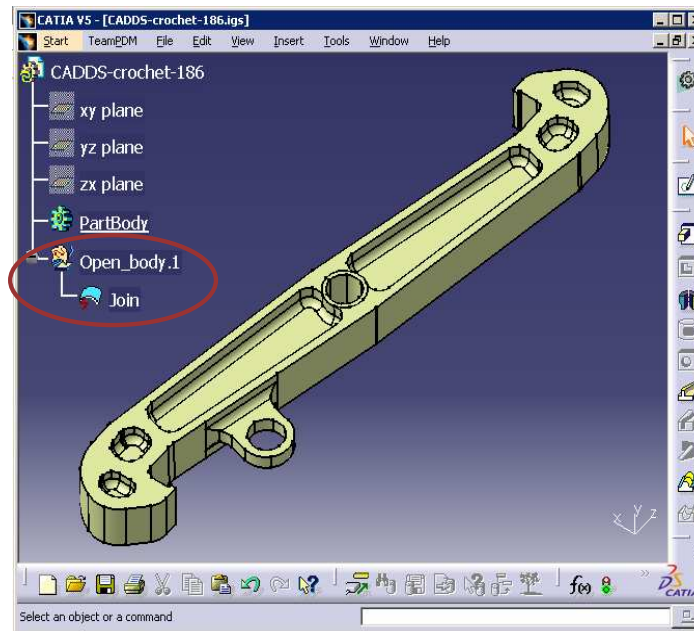 CATIA V5 - [CADDS-crochet-186.igs]
Start TeamPDM File Edit View Insert Tools Window Help
CADDS-crochet-186
xy plane
yz plane
zx plane
PartBody
Open_body.1
Join
x y z
f(x)
CATIA
Select an object or a command